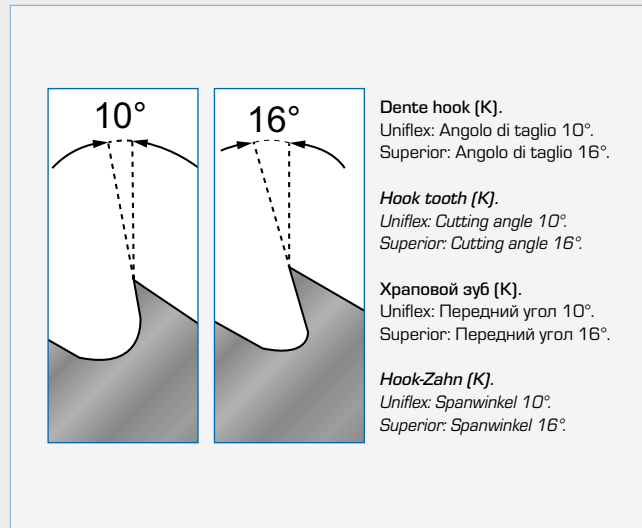 10°
16°
Dente hook (K).
Uniflex: Angolo di taglio 10°.
Superior: Angolo di taglio 16°.
Hook tooth (K).
Uniflex: Cutting angle 10°.
Superior: Cutting angle 16°.
Храповой зуб (K).
Uniflex: Передний угол 10°.
Superior: Передний угол 16°.
Hook-Zahn (K).
Uniflex: Spanwinkel 10°.
Superior: Spanwinkel 16°.